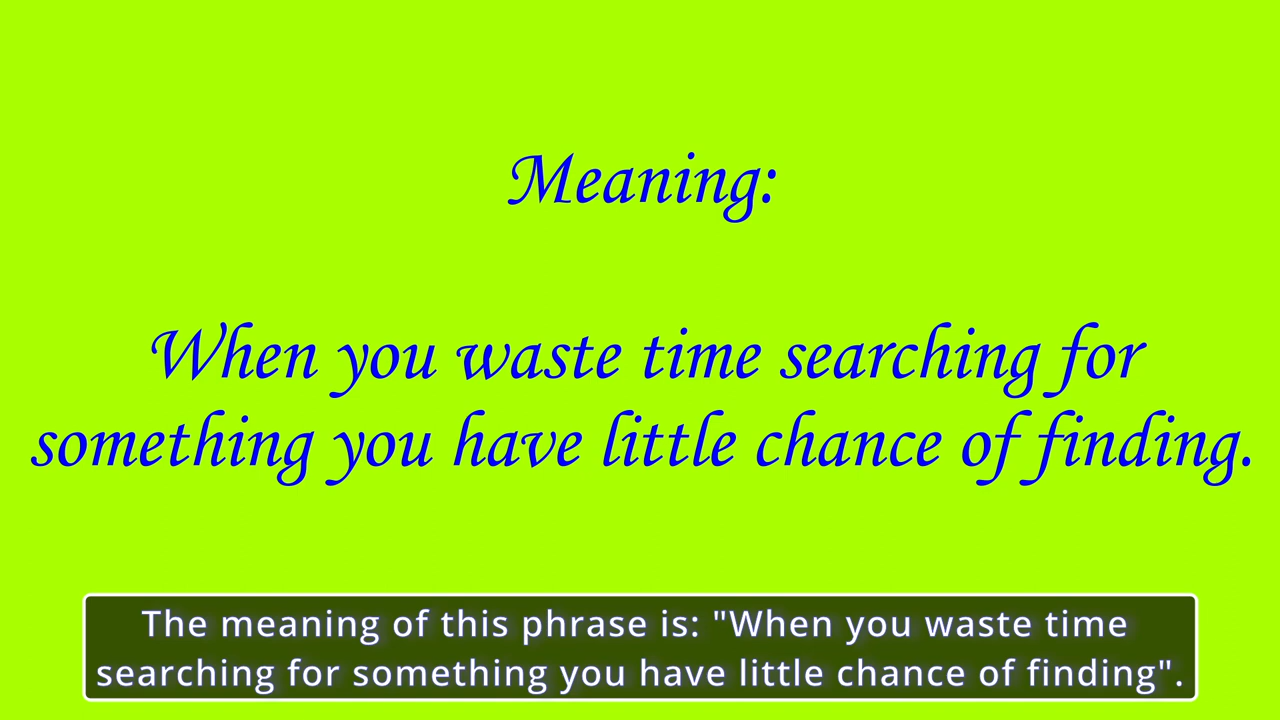 Meaning:
When you waste time searching for
something you have little chance of finding.
The meaning of this phrase is: "When you waste time
searching for something you have little chance of finding".